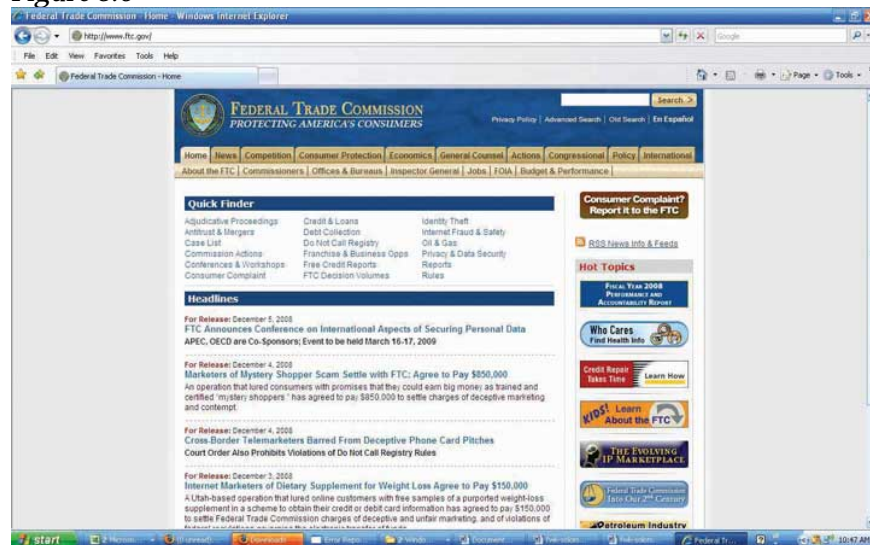 Federal Trade Commission - Home - Windows Internet Explorer
http://www.ftc.gov/
Google
File Edit View Favorites Tools Help
Federal Trade Commission - Home
Page Tools
FEDERAL TRADE COMMISSION
PROTECTING AMERICA'S CONSUMERS
Search >
Privacy Policy | Advanced Search | Old Search | En Español
Home News Competition Consumer Protection Economics General Counsel Actions Congressional Policy International
About the FTC | Commissioners | Offices & Bureaus | Inspector General | Jobs | FOIA | Budget & Performance |
Quick Finder
Adjudicative Proceedings Credit & Loans Identity Theft
Antitrust & Mergers Debt Collection Internet Fraud & Safety
Case List Do Not Call Registry Oil & Gas
Commission Actions Franchise & Business Opps Privacy & Data Security
Conferences & Workshops Free Credit Reports Reports
Consumer Complaint FTC Decision Volumes Rules
Headlines
For Release: December 5, 2008
FTC Announces Conference on International Aspects of Securing Personal Data
APEC, OECD are Co-Sponsors; Event to be held March 16-17, 2009
For Release: December 4, 2008
Marketers of Mystery Shopper Scam Settle with FTC; Agree to Pay $850,000
An operation that lured consumers with promises that they could earn big money as trained and
certified "mystery shoppers" has agreed to pay $850,000 to settle charges of deceptive marketing
and contempt.
For Release: December 4, 2008
Cross-Border Telemarketers Barred From Deceptive Phone Card Pitches
Court Order Also Prohibits Violations of Do Not Call Registry Rules
For Release: December 3, 2008
Internet Marketers of Dietary Supplement for Weight Loss Agree to Pay $150,000
A Utah-based operation that lured online customers with free samples of a purported weight-loss
supplement in a scheme to obtain their credit or debit card information has agreed to pay $150,000
to settle Federal Trade Commission charges of deceptive and unfair marketing, and of violations of
Consumer Complaint?
Report it to the FTC
RSS News Info & Feeds
Hot Topics
FISCAL YEAR 2008
PERFORMANCE AND
ACCOUNTABILITY REPORT
Who Cares
Find Health Info
Credit Repair
Takes Time
Learn How
KIDS! Learn
About the FTC
THE EVOLVING
IP MARKETPLACE
Federal Trade Commission
Into Our 2nd Century
Petroleum Industry
start
Federal Tr...
10:47 AM